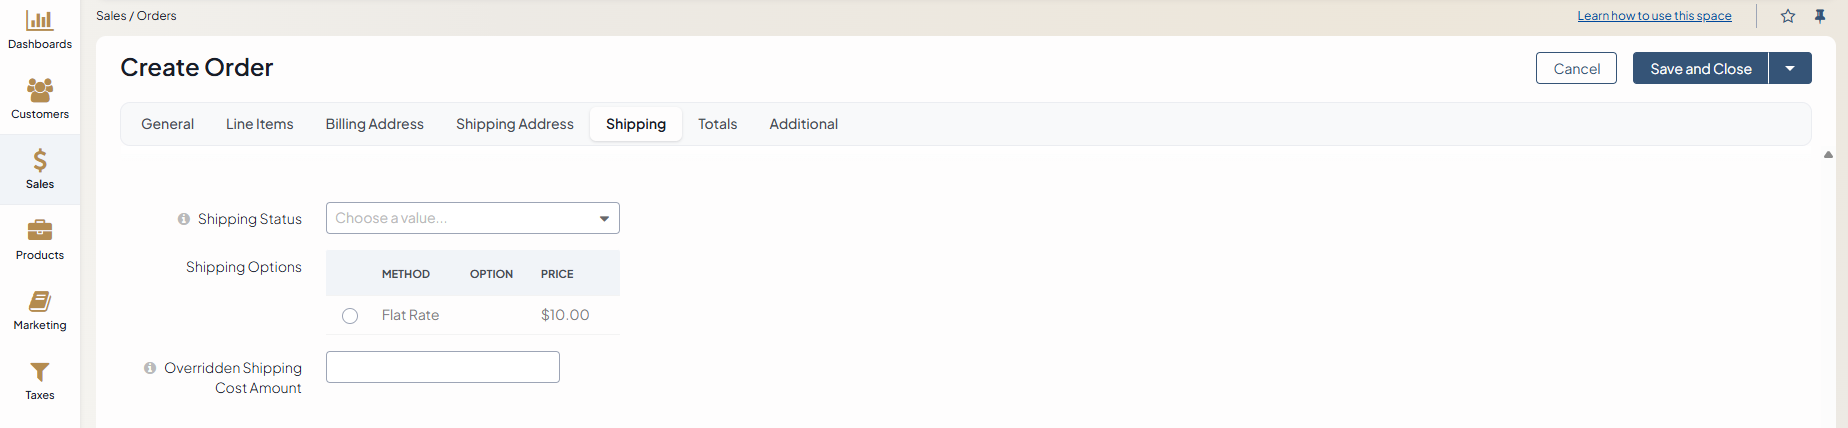 Dashboards
Customers
Sales
Products
Marketing
Taxes
Sales / Orders
Learn how to use this space
Create Order
Cancel
Save and Close
General
Line Items
Billing Address
Shipping Address
Shipping
Totals
Additional
Shipping Status
Choose a value...
Shipping Options
METHOD
OPTION
PRICE
Flat Rate
$10.00
Overridden Shipping
Cost Amount